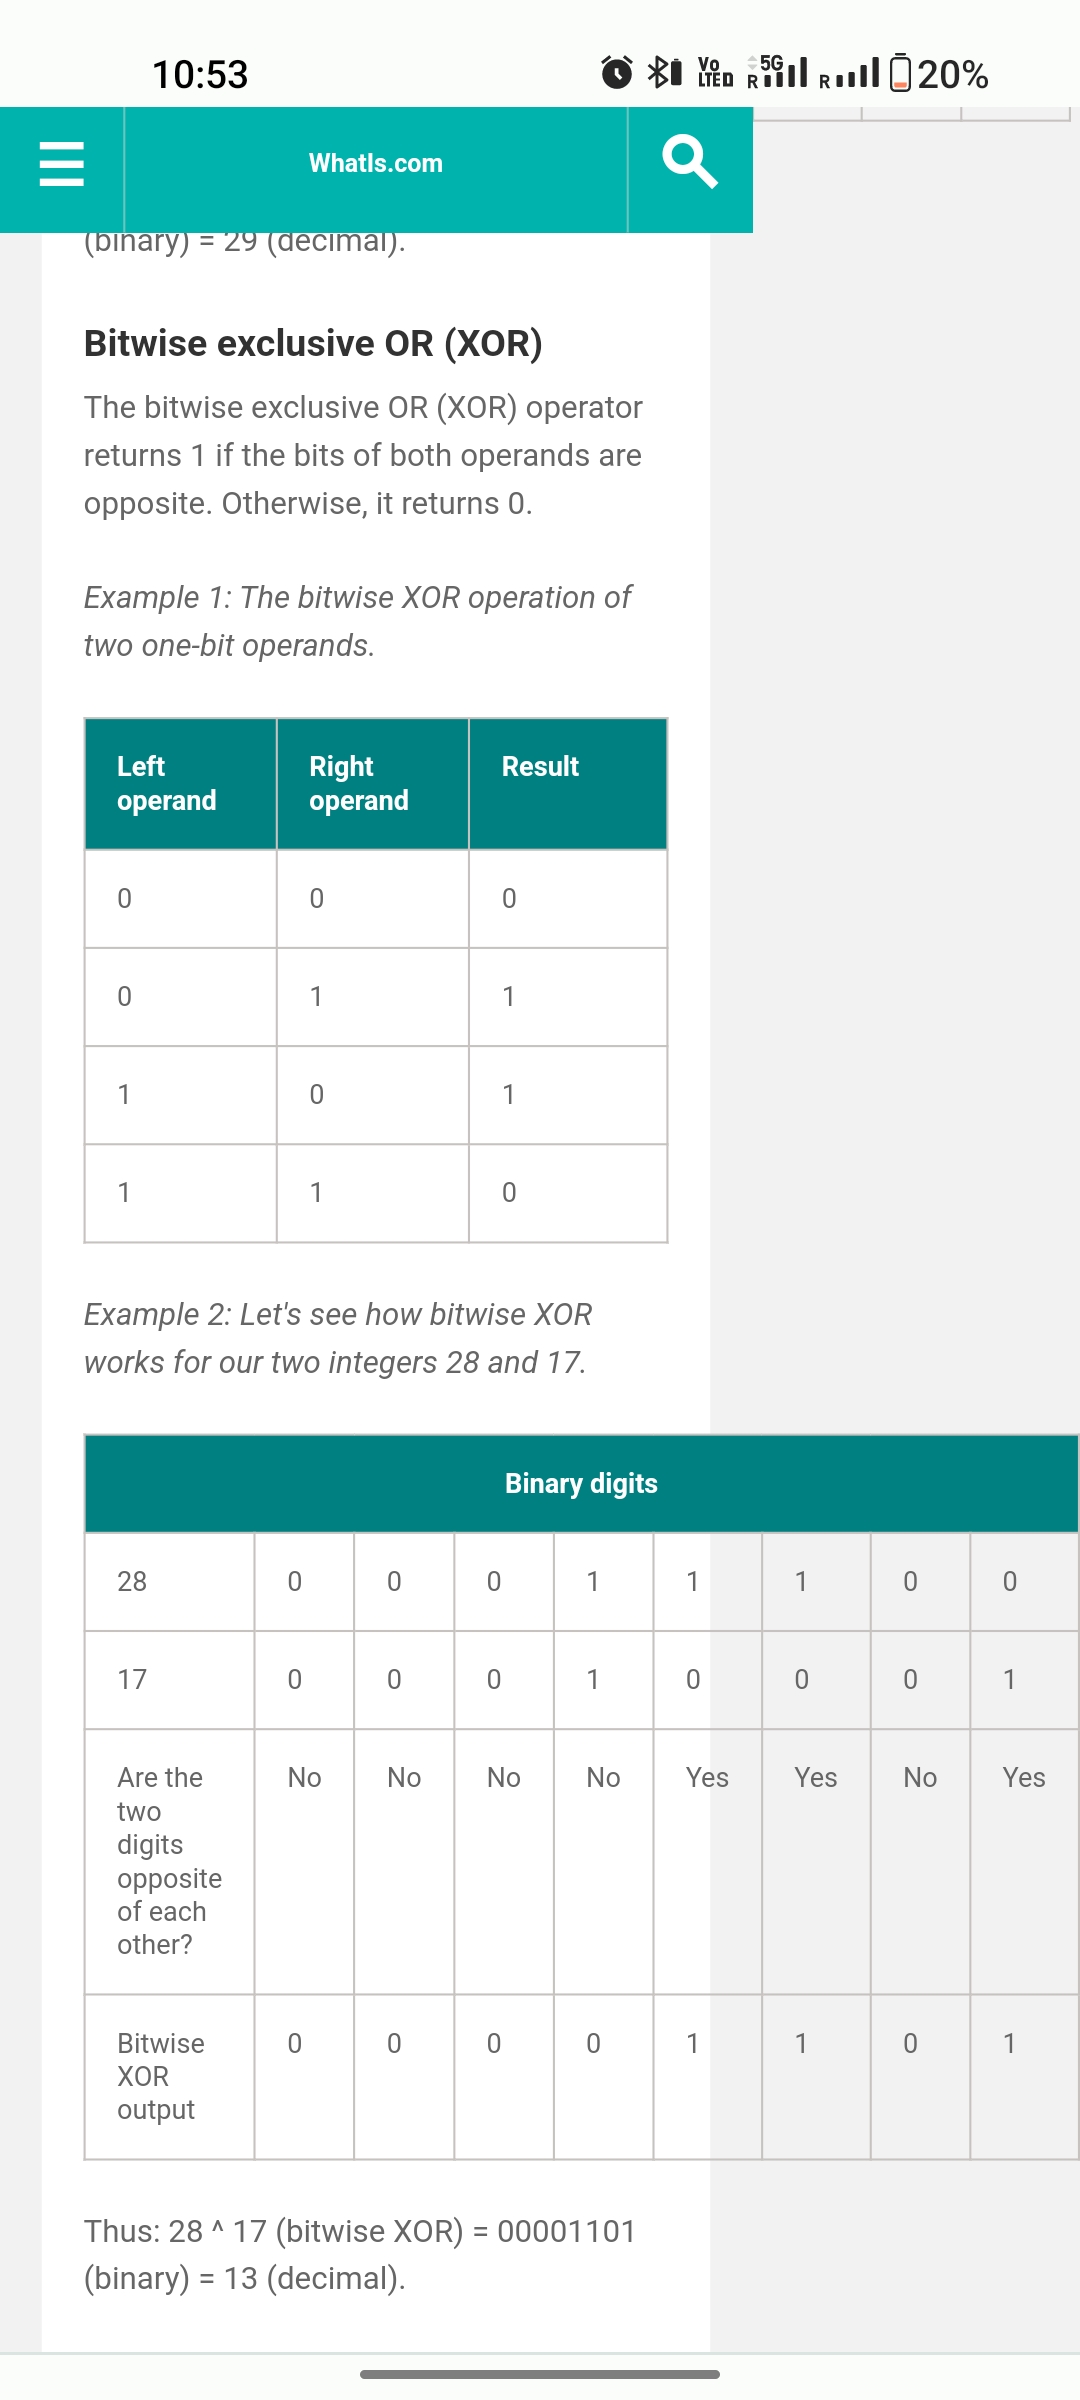 10:53
Vo LTE D
5G
R
R
20%
WhatIs.com
(binary) = 29 (decimal).
Bitwise exclusive OR (XOR)
The bitwise exclusive OR (XOR) operator
returns 1 if the bits of both operands are
opposite. Otherwise, it returns 0.
Example 1: The bitwise XOR operation of
two one-bit operands.
Left operand Right operand Result
0 0 0
0 1 1
1 0 1
1 1 0
Example 2: Let's see how bitwise XOR
works for our two integers 28 and 17.
Binary digits
28 0 0 0 1 1 1 0 0
17 0 0 0 1 0 0 0 1
Are the two digits opposite of each other? No No No No Yes Yes No Yes
Bitwise XOR output 0 0 0 0 1 1 0 1
Thus: 28 ^ 17 (bitwise XOR) = 00001101
(binary) = 13 (decimal).